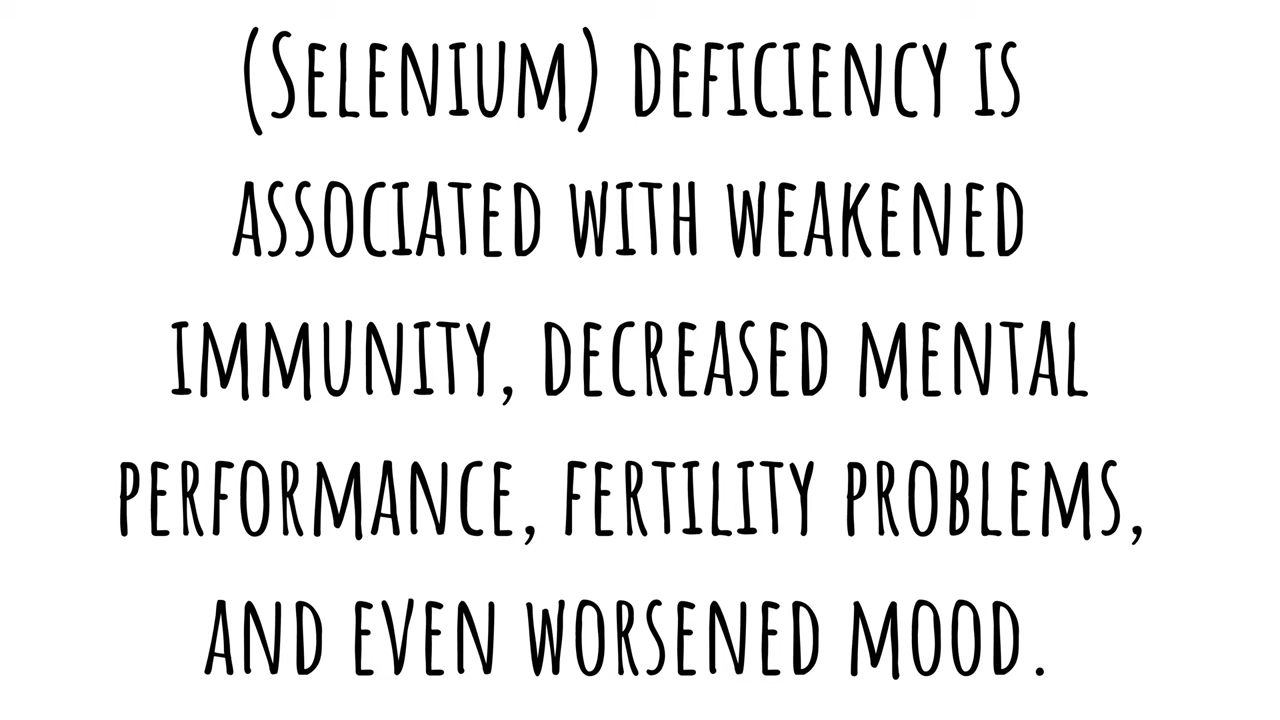 (Selenium) deficiency is
associated with weakened
immunity, decreased mental
performance, fertility problems,
and even worsened mood.